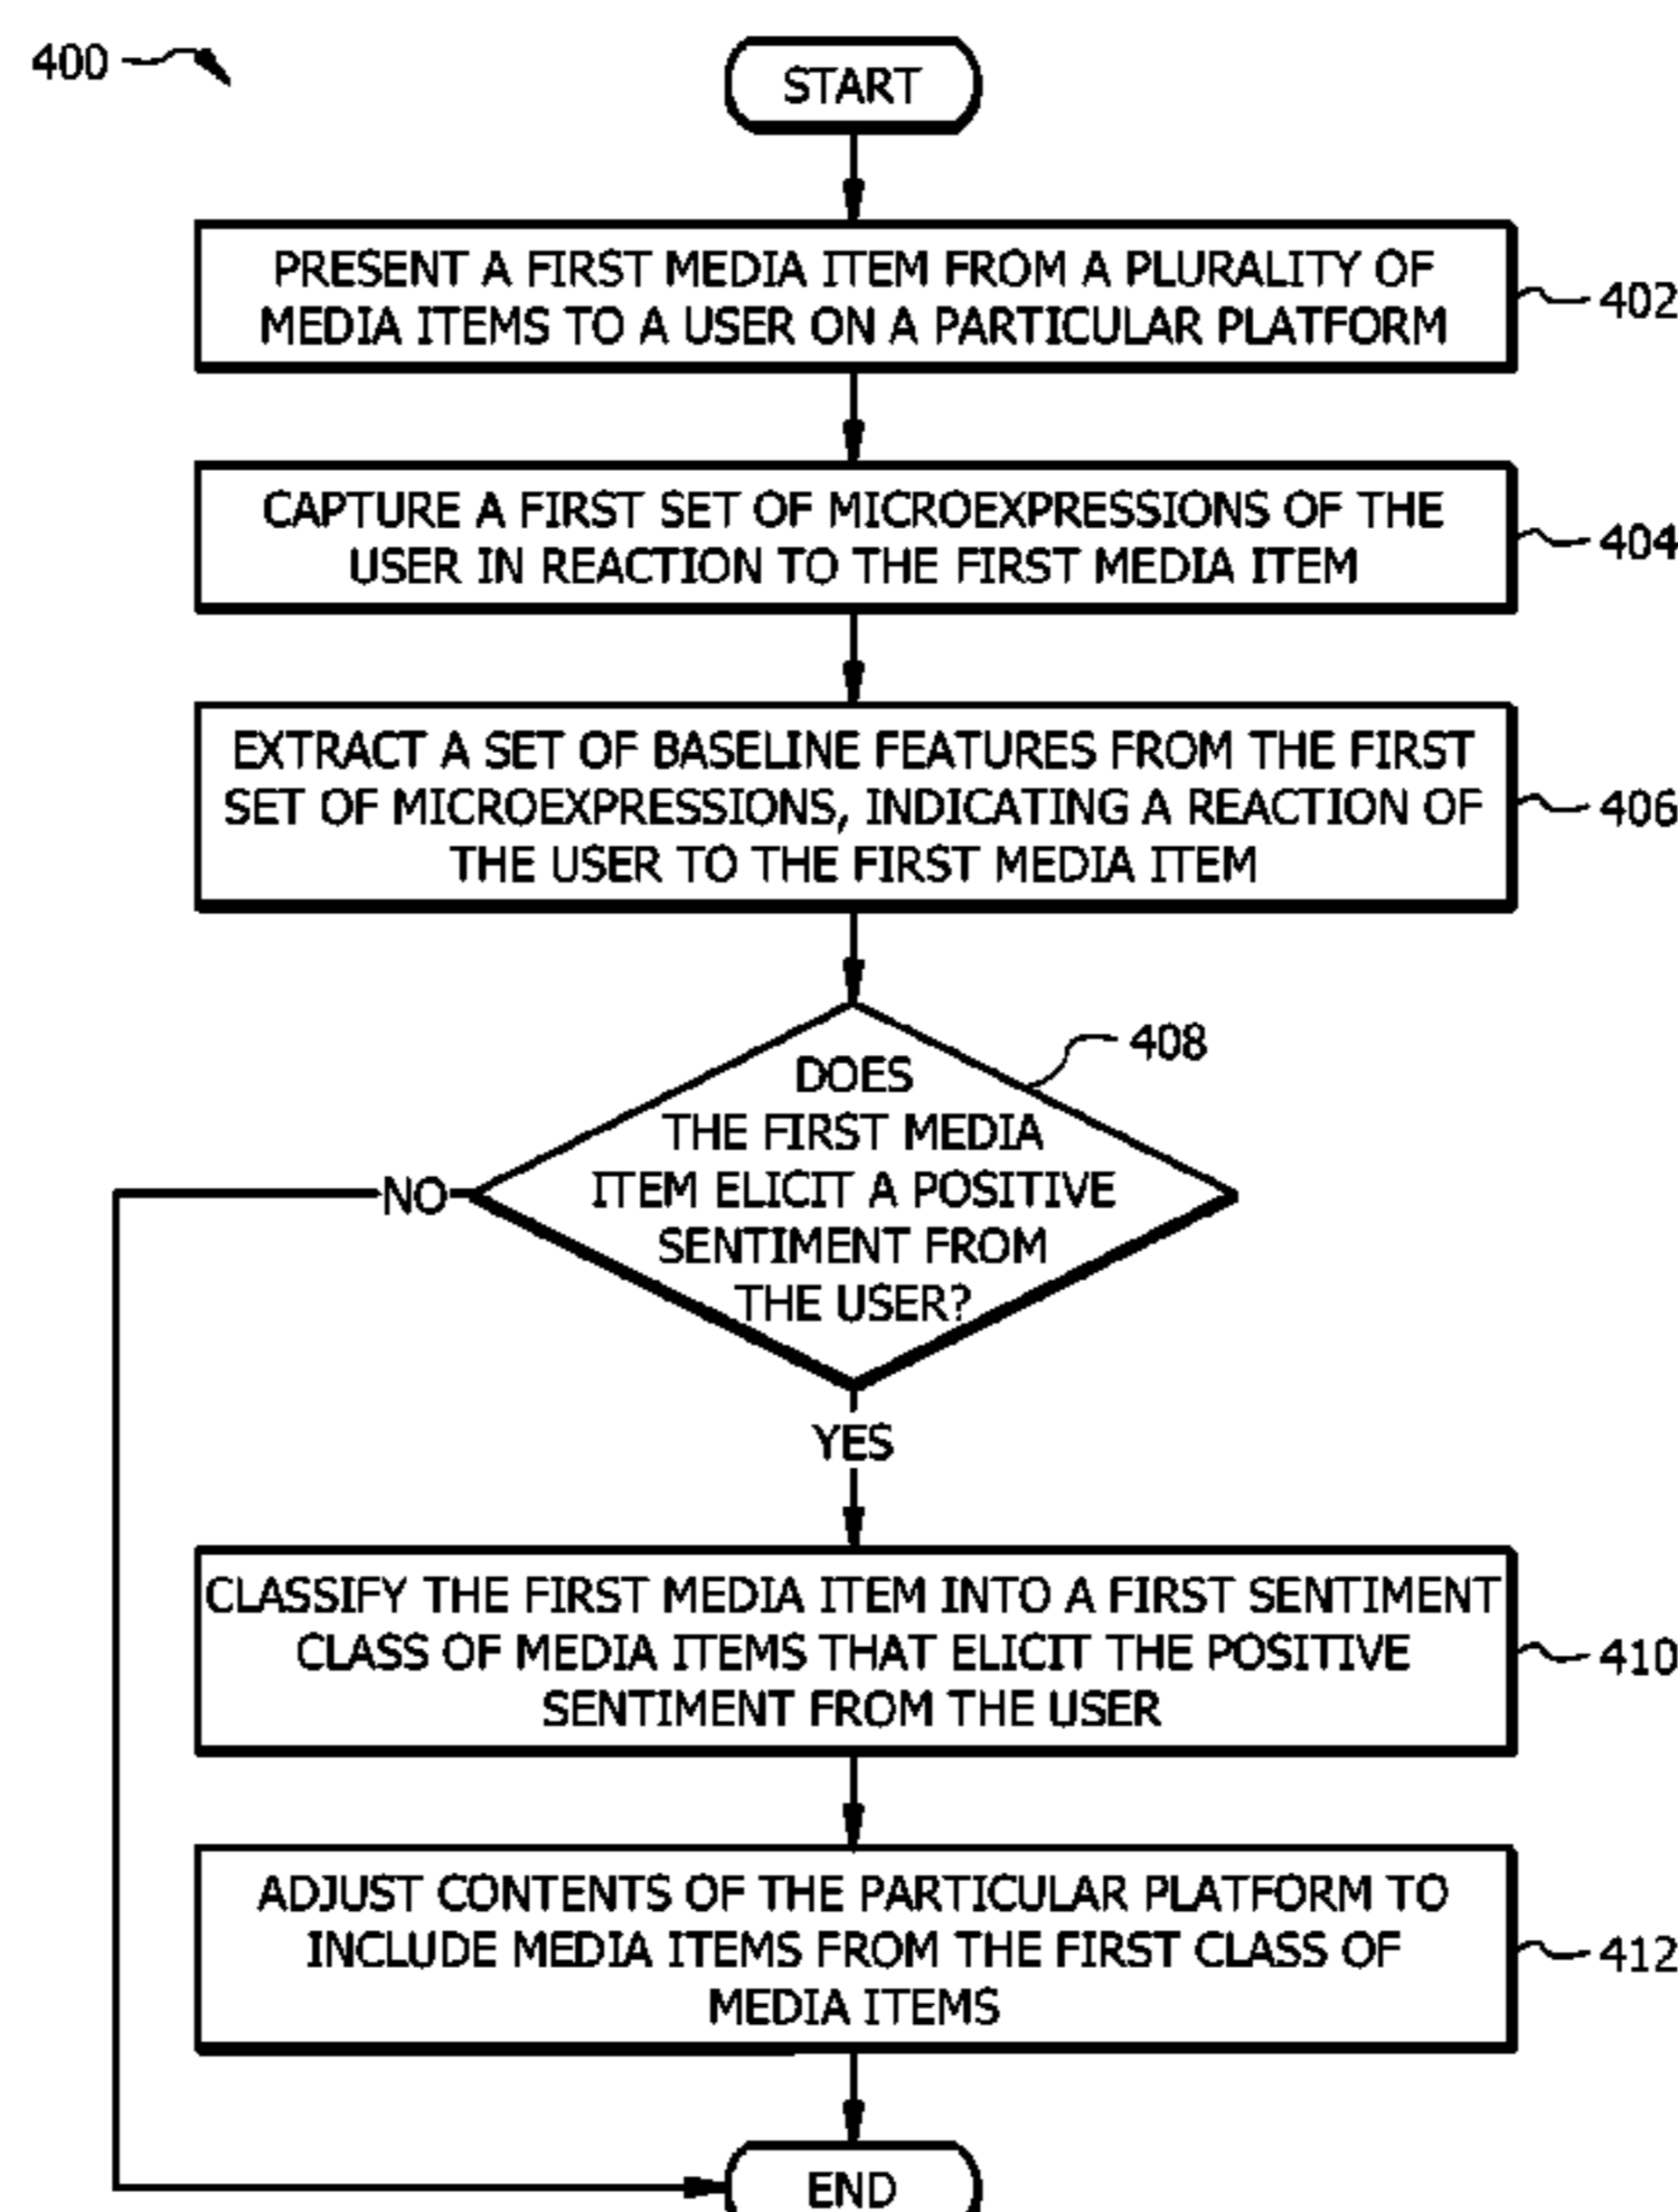 400
START
PRESENT A FIRST MEDIA ITEM FROM A PLURALITY OF
MEDIA ITEMS TO A USER ON A PARTICULAR PLATFORM
402
CAPTURE A FIRST SET OF MICROEXPRESSIONS OF THE
USER IN REACTION TO THE FIRST MEDIA ITEM
404
EXTRACT A SET OF BASELINE FEATURES FROM THE FIRST
SET OF MICROEXPRESSIONS, INDICATING A REACTION OF
THE USER TO THE FIRST MEDIA ITEM
406
DOES
THE FIRST MEDIA
ITEM ELICIT A POSITIVE
SENTIMENT FROM
THE USER?
408
NO
YES
CLASSIFY THE FIRST MEDIA ITEM INTO A FIRST SENTIMENT
CLASS OF MEDIA ITEMS THAT ELICIT THE POSITIVE
SENTIMENT FROM THE USER
410
ADJUST CONTENTS OF THE PARTICULAR PLATFORM TO
INCLUDE MEDIA ITEMS FROM THE FIRST CLASS OF
MEDIA ITEMS
412
END